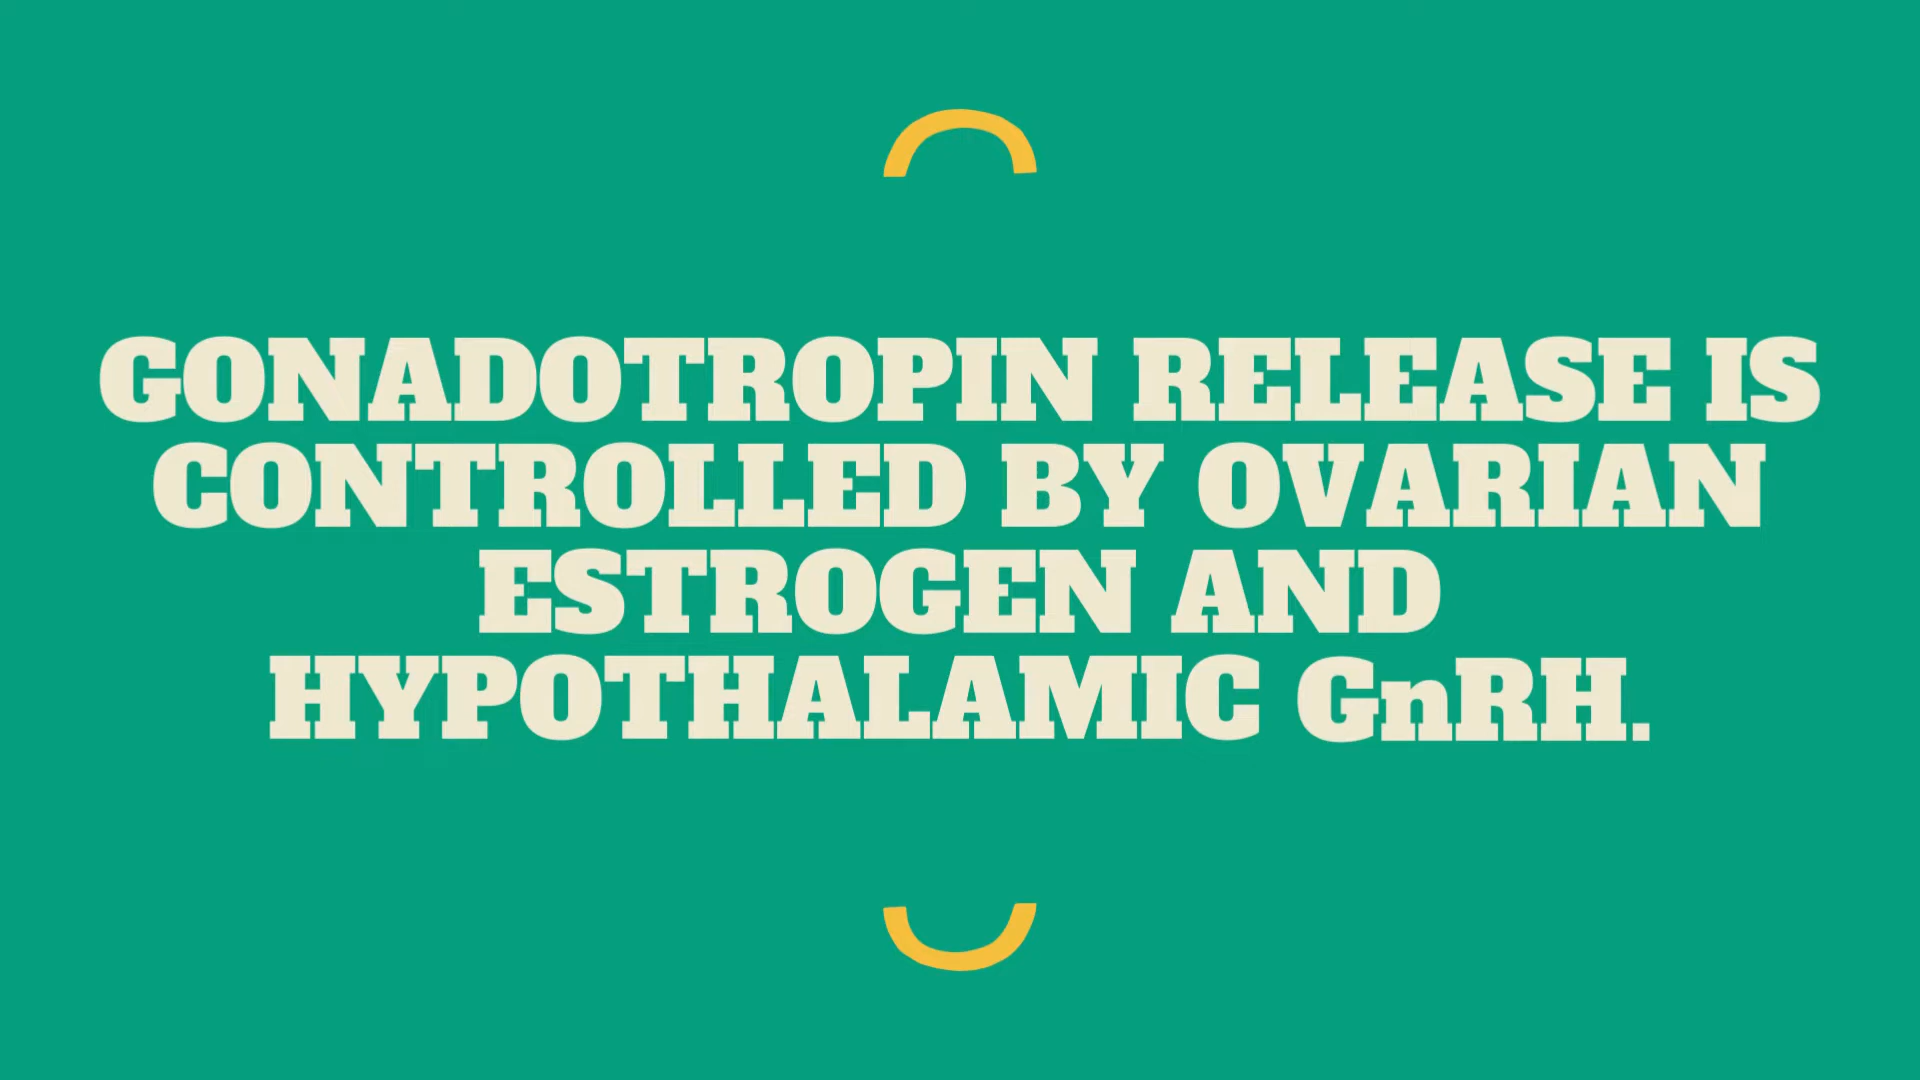 GONADOTROPIN RELEASE IS
CONTROLLED BY OVARIAN
ESTROGEN AND
HYPOTHALAMIC GnRH.